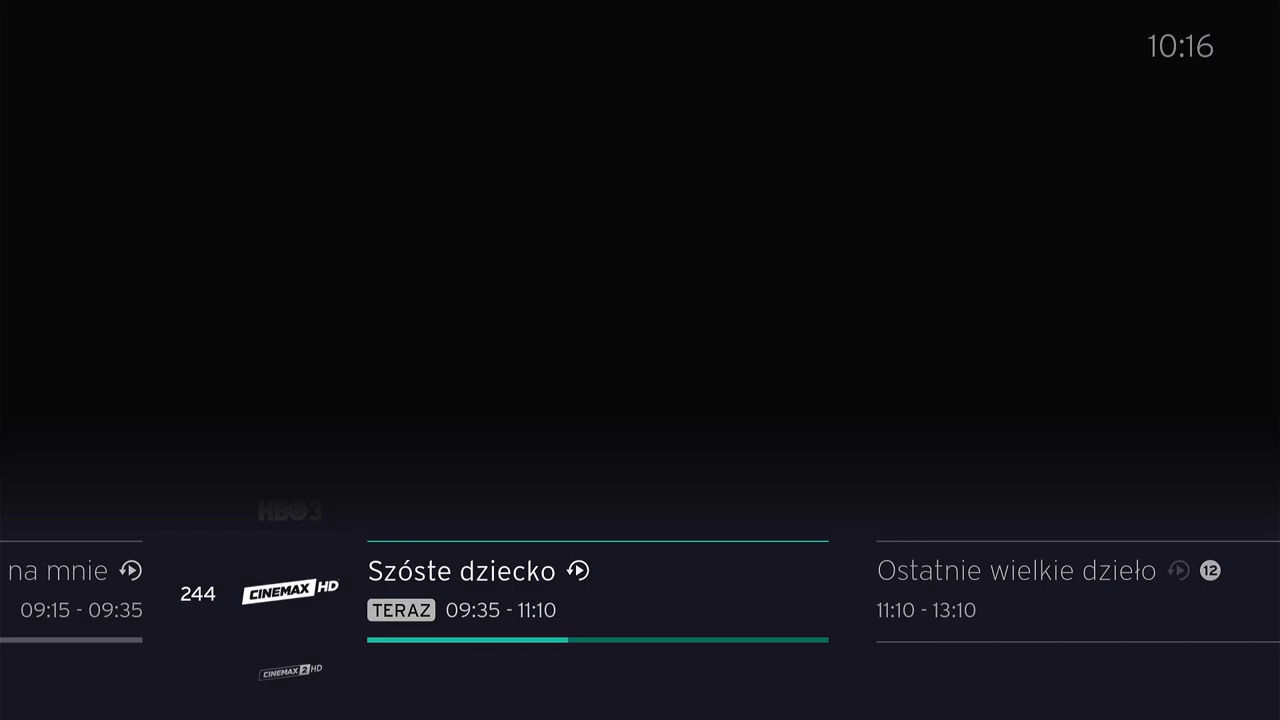 10:16
HBO3
na mnie
09:15 - 09:35
244
CINEMAX HD
Szóste dziecko
TERAZ 09:35 - 11:10
Ostatnie wielkie dzieło 12
11:10 - 13:10
CINEMAX 2 HD